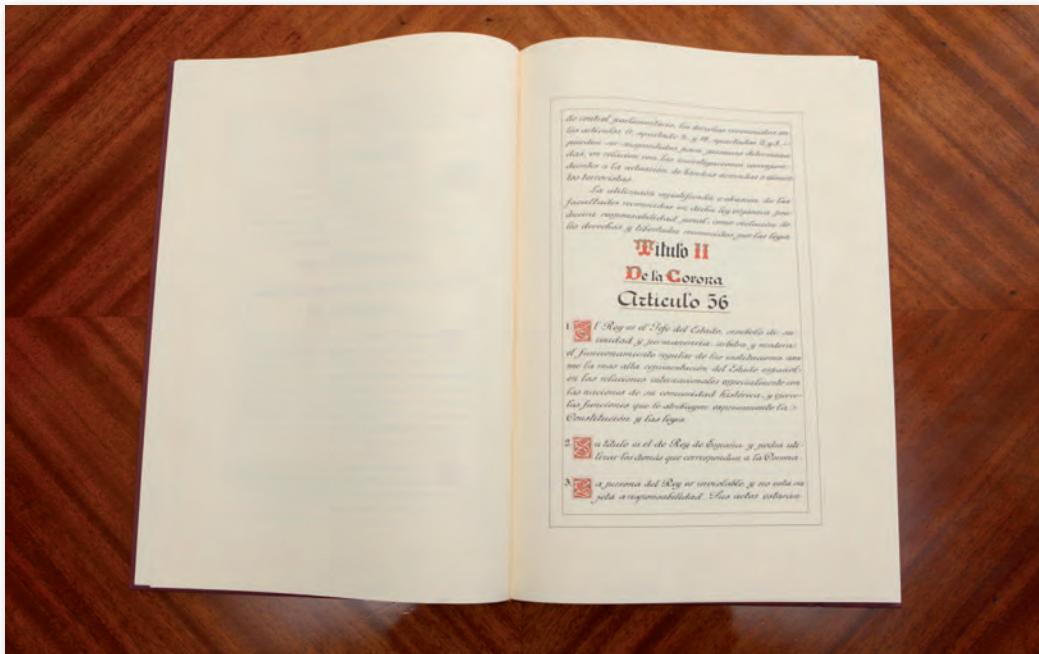 de control parlamentario, los derechos reconocidos en
los artículos 17, apartado 2, y 18, apartados 2 y 3,
pueden ser suspendidos para personas determina-
das, en relación con las investigaciones correspon-
dientes a la actuación de bandas armadas o elemen-
tos terroristas.
La utilización injustificada o abusiva de las
facultades reconocidas en dicha ley orgánica pro-
ducirá responsabilidad penal, como violación de
los derechos y libertades reconocidos por las leyes.
Título II
De la Corona
Artículo 56
1. El Rey es el Jefe del Estado, símbolo de su
unidad y permanencia, arbitra y modera
el funcionamiento regular de las instituciones, asu-
me la más alta representación del Estado español
en las relaciones internacionales, especialmente con
las naciones de su comunidad histórica, y ejerce
las funciones que le atribuyen expresamente la
Constitución y las leyes.
2. Su título es el de Rey de España y podrá uti-
lizar los demás que correspondan a la Corona.
3. La persona del Rey es inviolable y no está su-
jeta a responsabilidad. Sus actos estarán